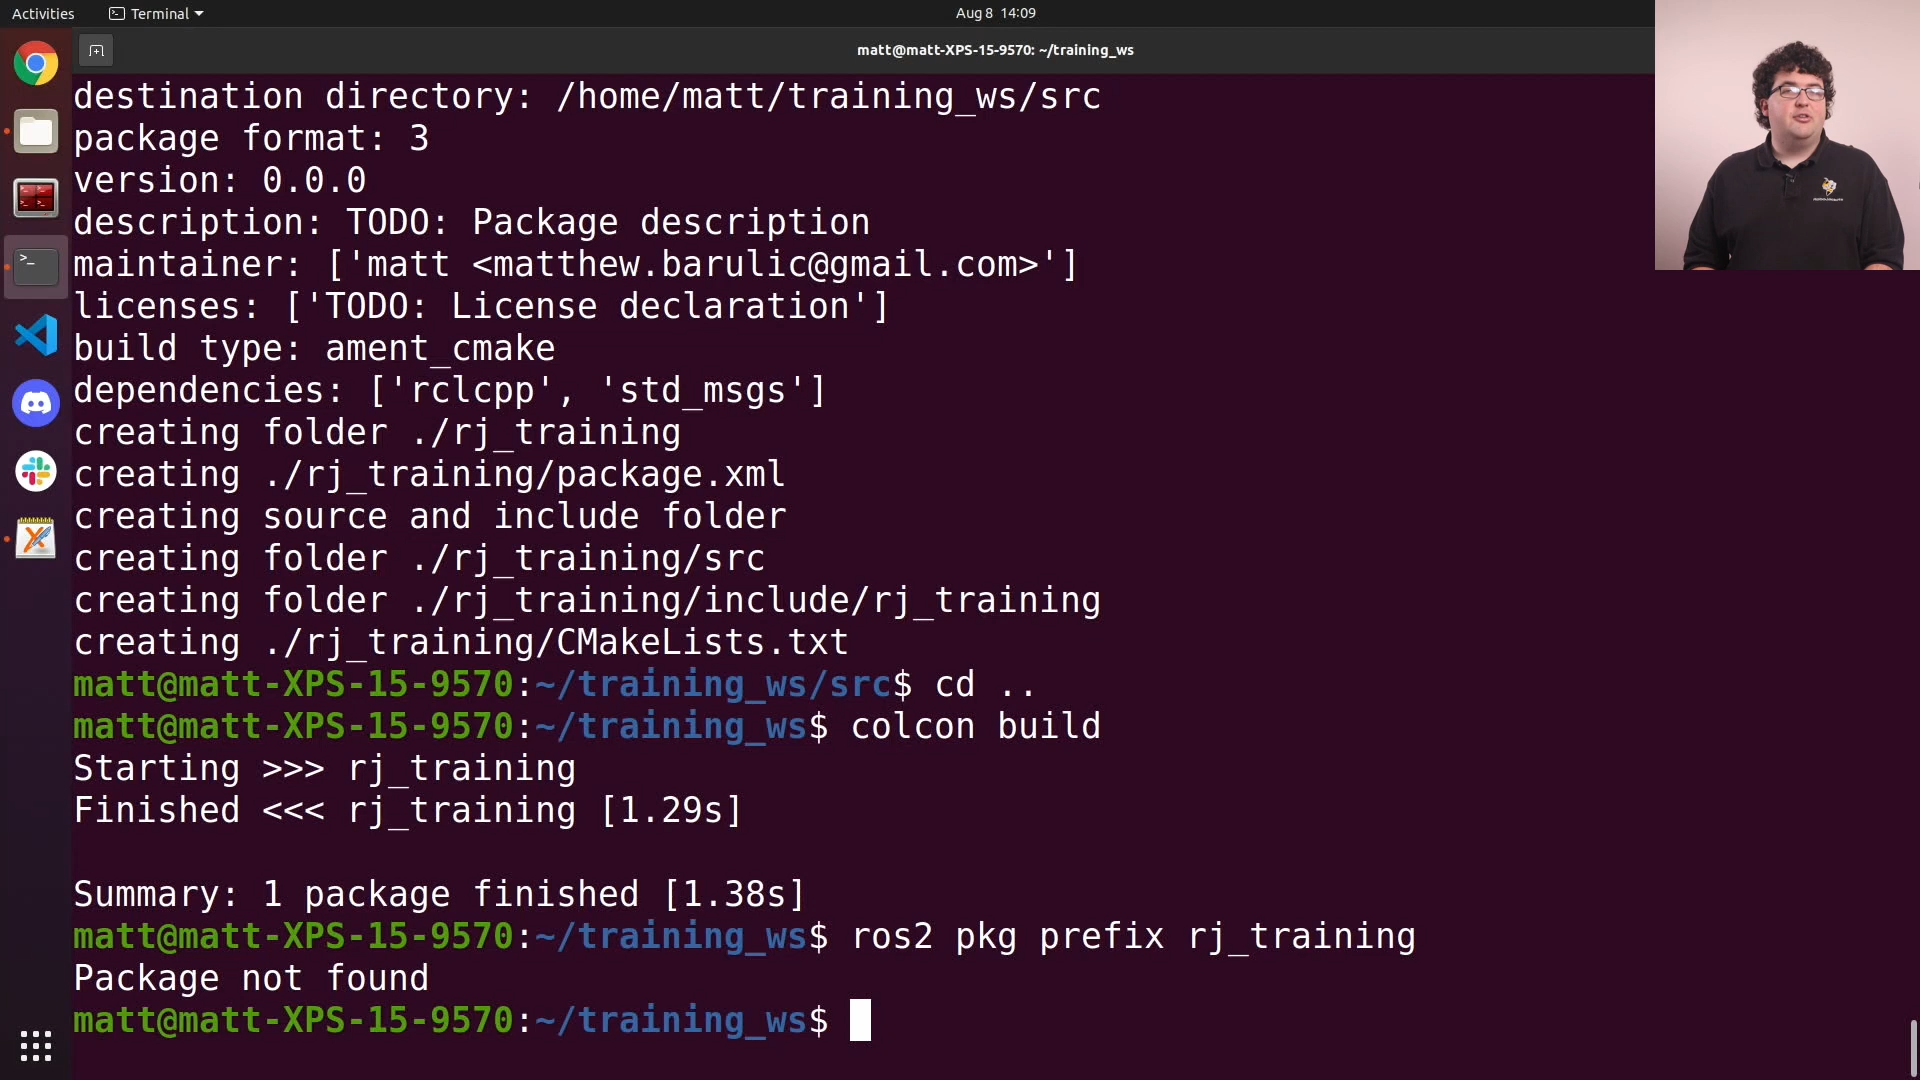 Activities
Terminal
Aug 8 14:09
matt@matt-XPS-15-9570: ~/training_ws
destination directory: /home/matt/training_ws/src
package format: 3
version: 0.0.0
description: TODO: Package description
maintainer: ['matt <matthew.barulic@gmail.com>']
licenses: ['TODO: License declaration']
build type: ament_cmake
dependencies: ['rclcpp', 'std_msgs']
creating folder ./rj_training
creating ./rj_training/package.xml
creating source and include folder
creating folder ./rj_training/src
creating folder ./rj_training/include/rj_training
creating ./rj_training/CMakeLists.txt
matt@matt-XPS-15-9570:~/training_ws/src$ cd ..
matt@matt-XPS-15-9570:~/training_ws$ colcon build
Starting >>> rj_training
Finished <<< rj_training [1.29s]
Summary: 1 package finished [1.38s]
matt@matt-XPS-15-9570:~/training_ws$ ros2 pkg prefix rj_training
Package not found
matt@matt-XPS-15-9570:~/training_ws$